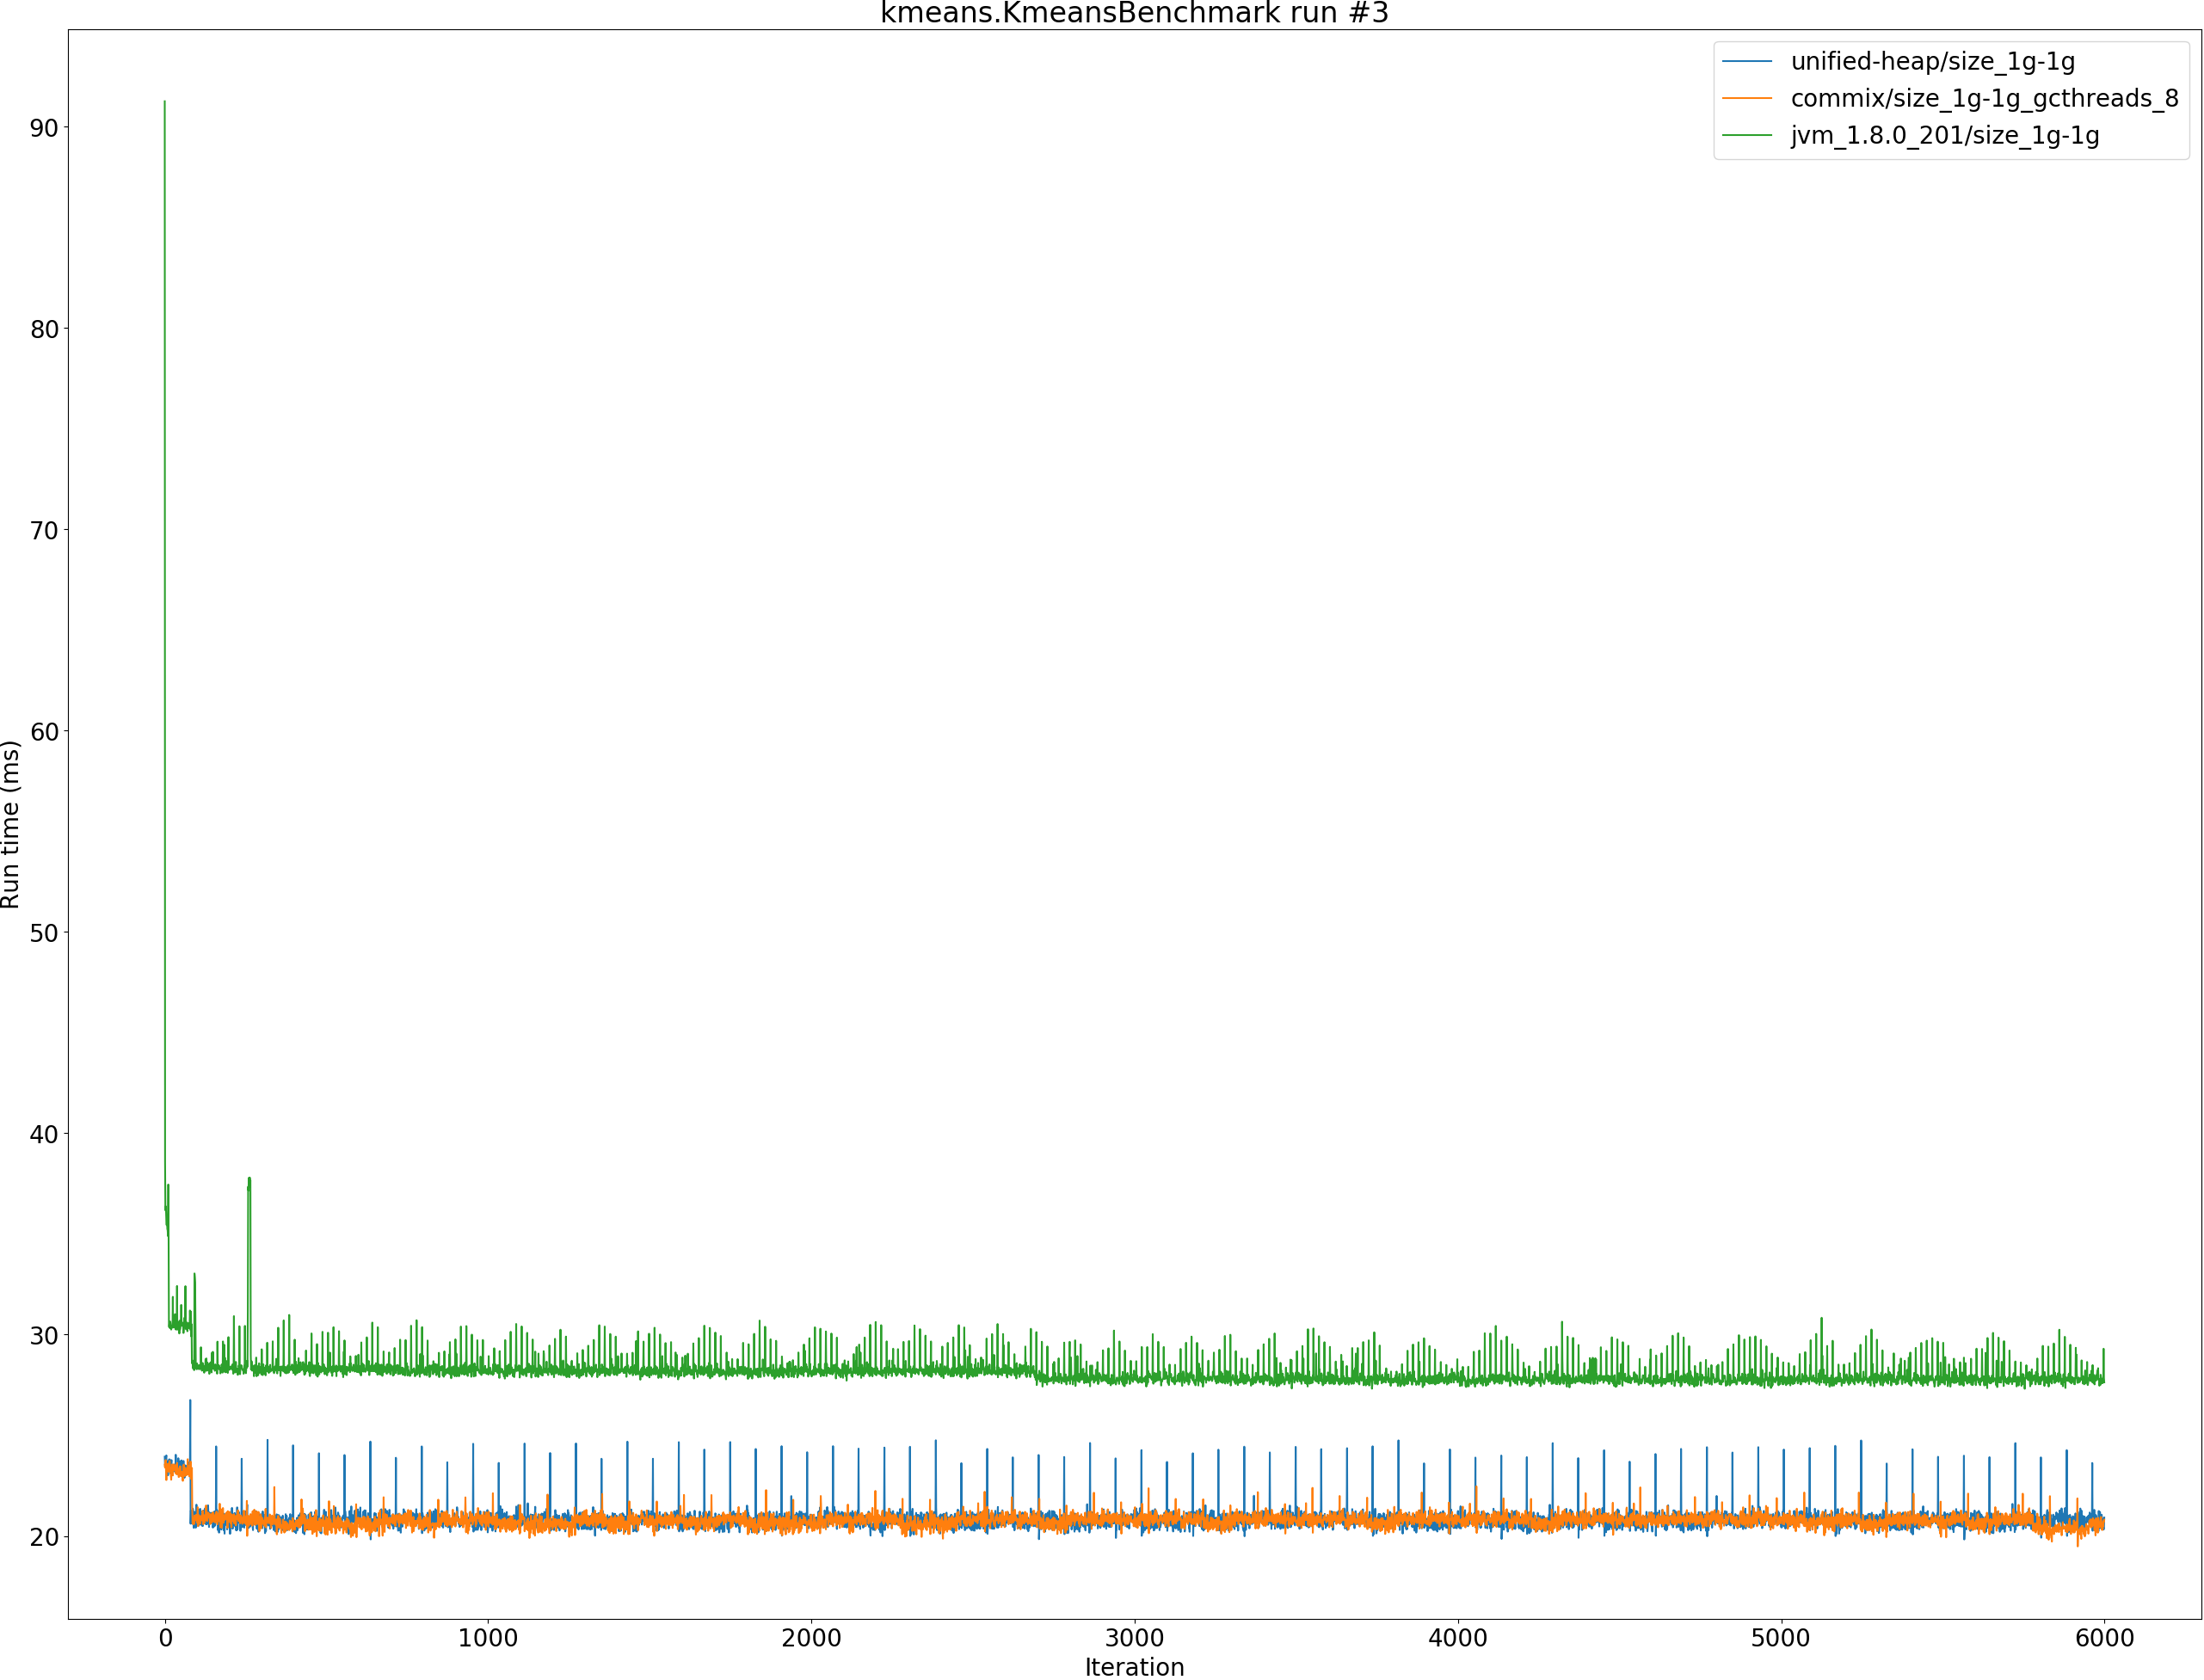 kmeans.KmeansBenchmark run #3
unified-heap/size_1g-1g
commix/size_1g-1g_gcthreads_8
jvm_1.8.0_201/size_1g-1g
90
80
70
60
50
40
30
20
Run time (ms)
0 1000 2000 3000 4000 5000 6000
Iteration